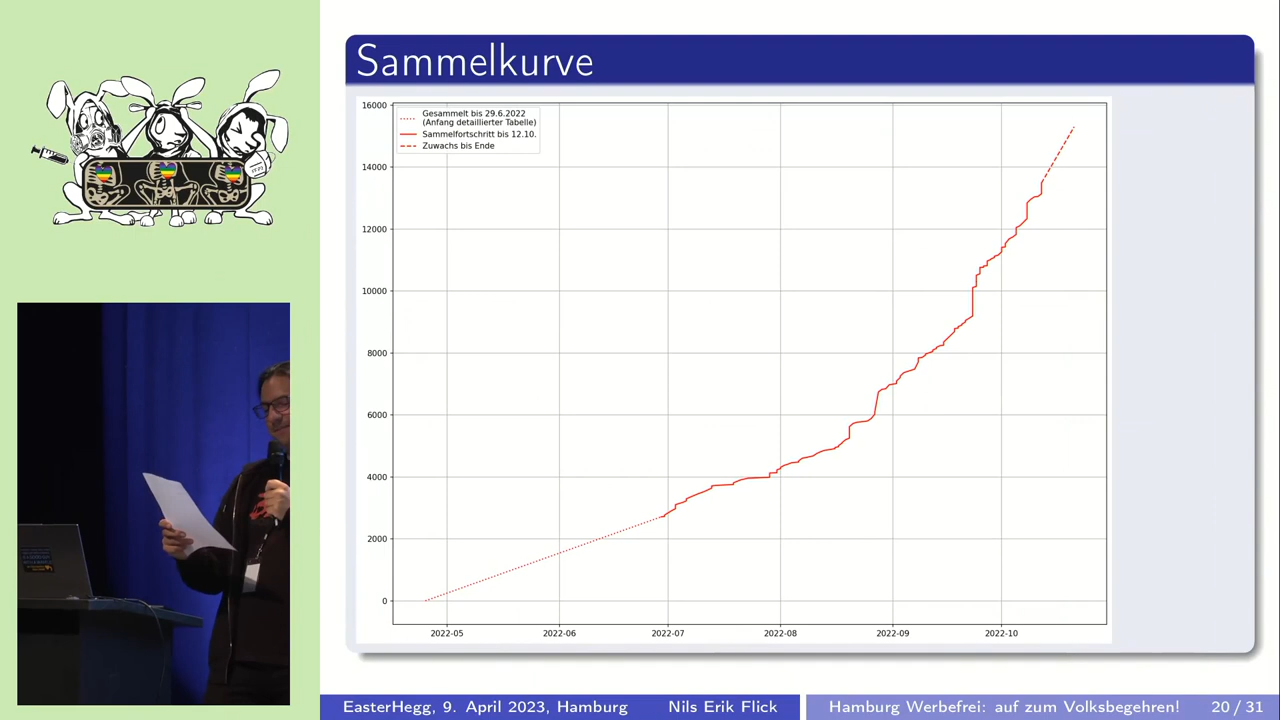 Sammelkurve
Gesammelt bis 29.6.2022
(Anfang detaillierter Tabelle)
Sammelfortschritt bis 12.10.
Zuwachs bis Ende
16000
14000
12000
10000
8000
6000
4000
2000
0
2022-05 2022-06 2022-07 2022-08 2022-09 2022-10
EasterHegg, 9. April 2023, Hamburg Nils Erik Flick Hamburg Werbefrei: auf zum Volksbegehren! 20 / 31